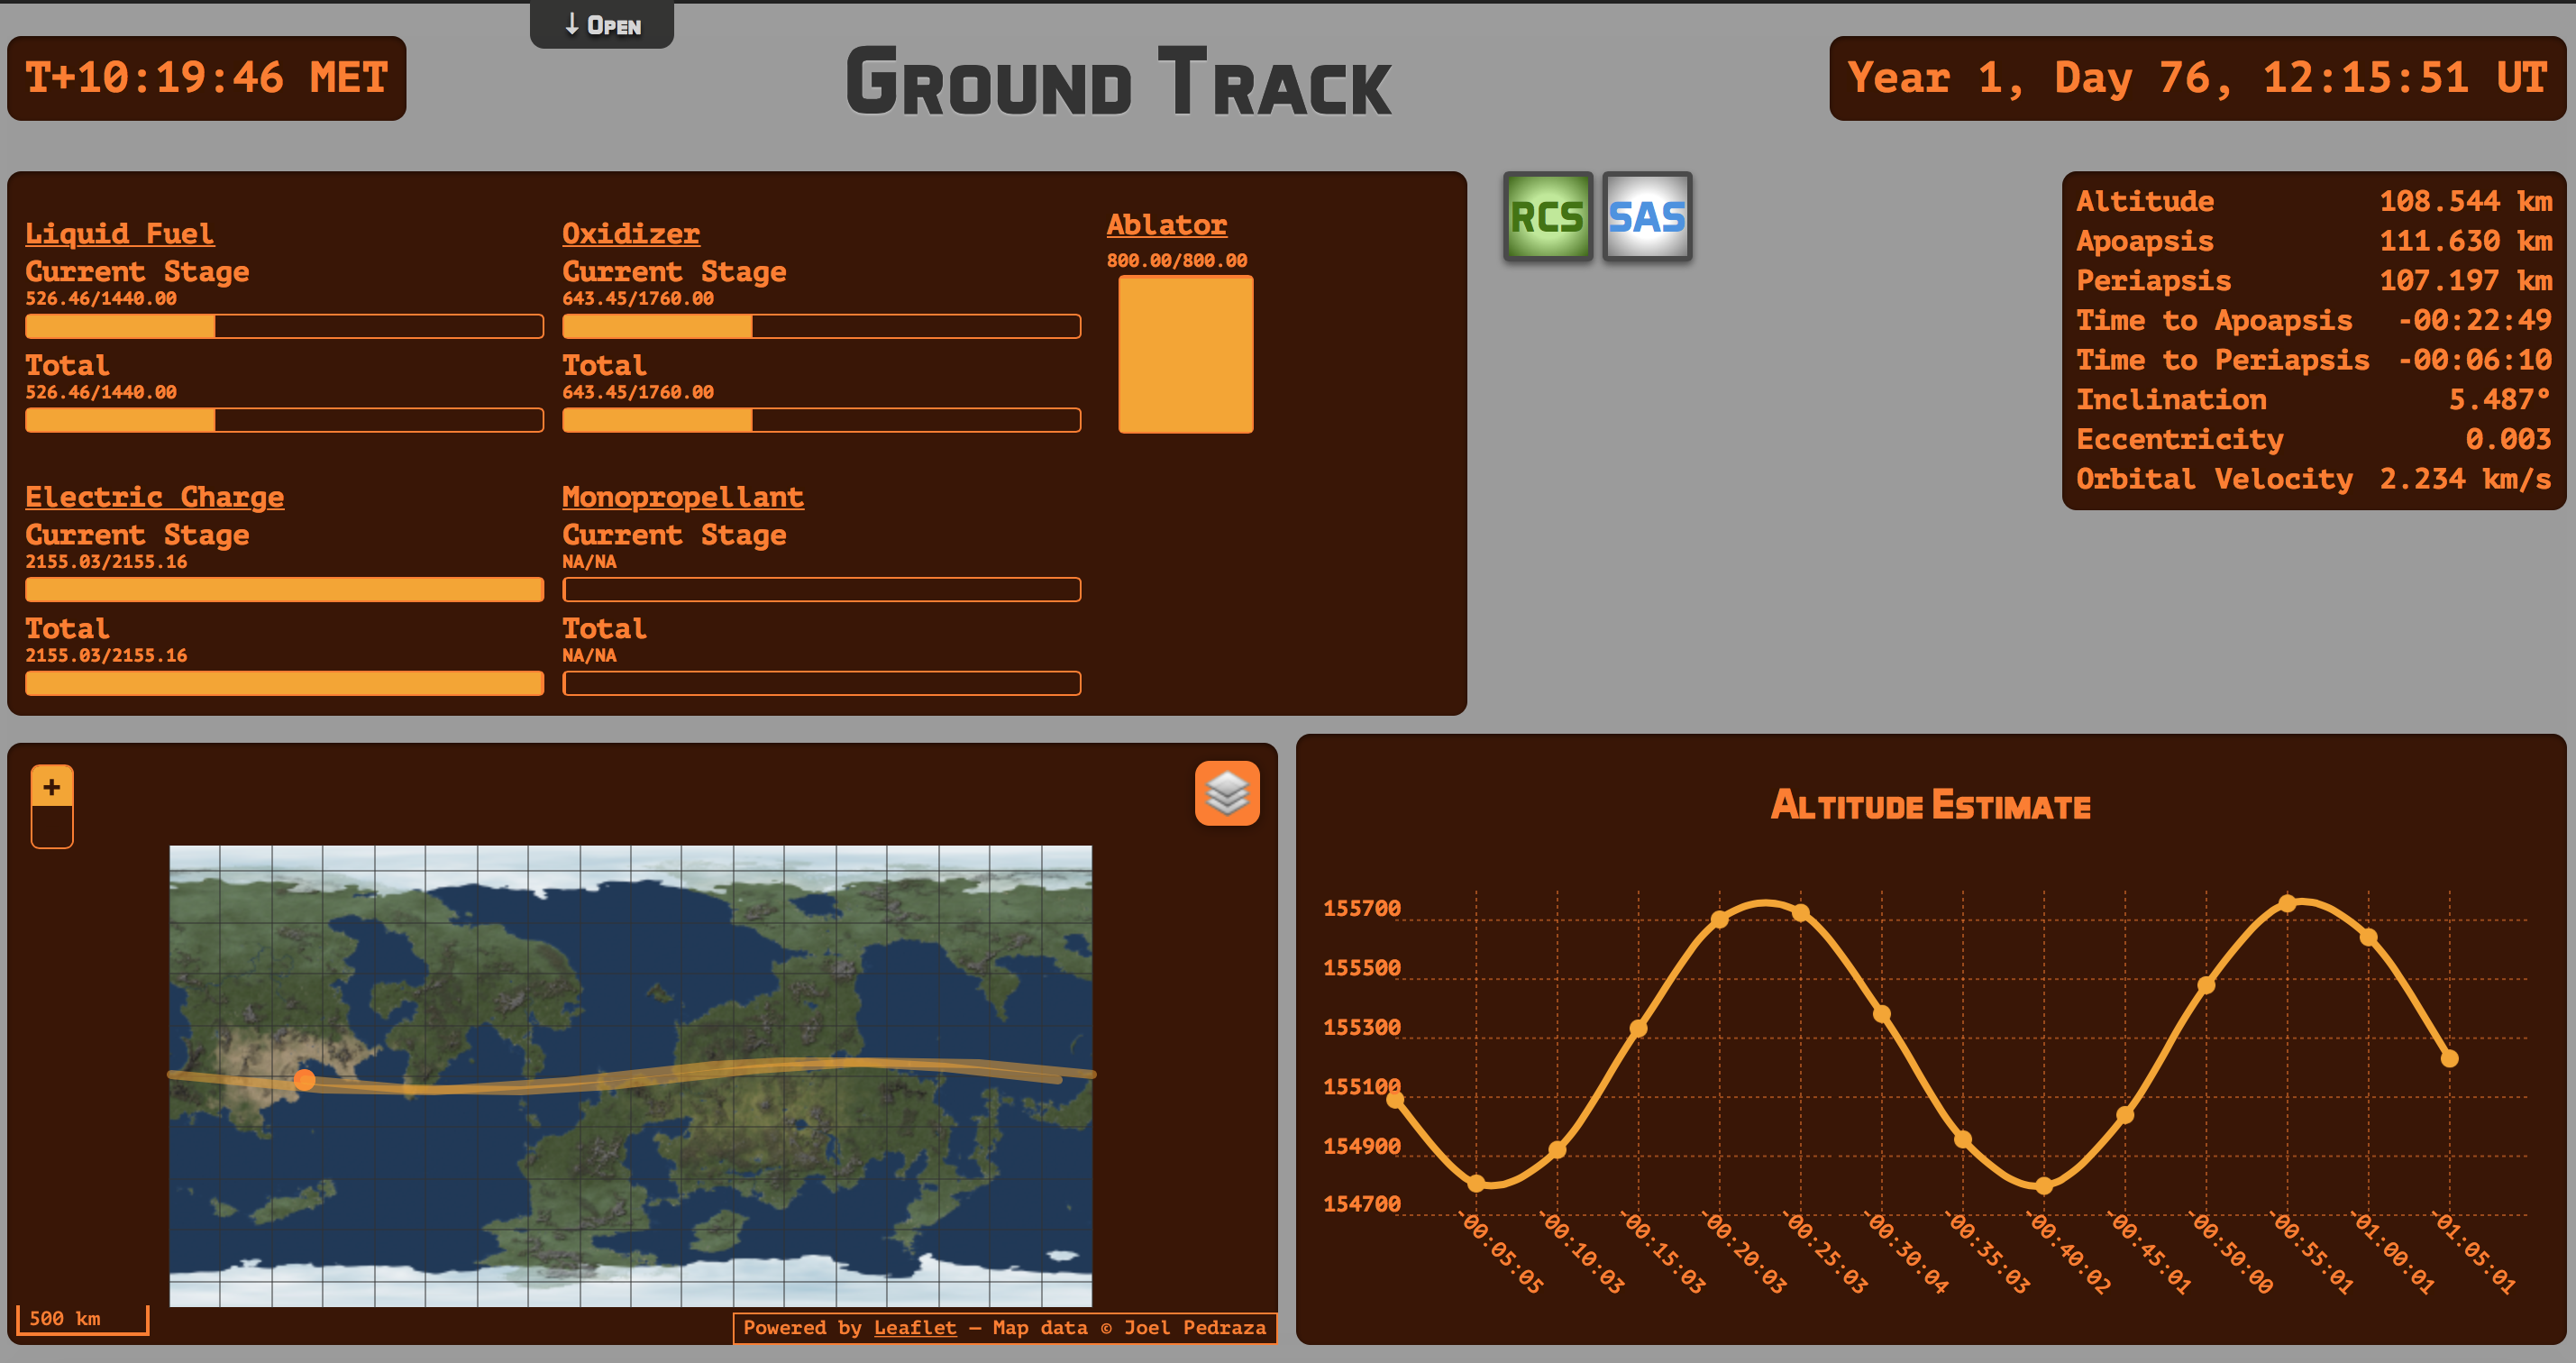 ↓ Open
T+10:19:46 MET
Ground Track
Year 1, Day 76, 12:15:51 UT
Liquid Fuel
Current Stage
526.46/1440.00
Total
526.46/1440.00
Oxidizer
Current Stage
643.45/1760.00
Total
643.45/1760.00
Ablator
800.00/800.00
Electric Charge
Current Stage
2155.03/2155.16
Total
2155.03/2155.16
Monopropellant
Current Stage
NA/NA
Total
NA/NA
RCS
SAS
Altitude 108.544 km
Apoapsis 111.630 km
Periapsis 107.197 km
Time to Apoapsis -00:22:49
Time to Periapsis -00:06:10
Inclination 5.487°
Eccentricity 0.003
Orbital Velocity 2.234 km/s
+
500 km
Powered by Leaflet — Map data © Joel Pedraza
Altitude Estimate
155700
155500
155300
155100
154900
154700
-00:05:05
-00:10:03
-00:15:03
-00:20:03
-00:25:03
-00:30:04
-00:35:03
-00:40:02
-00:45:01
-00:50:00
-00:55:01
-01:00:01
-01:05:01